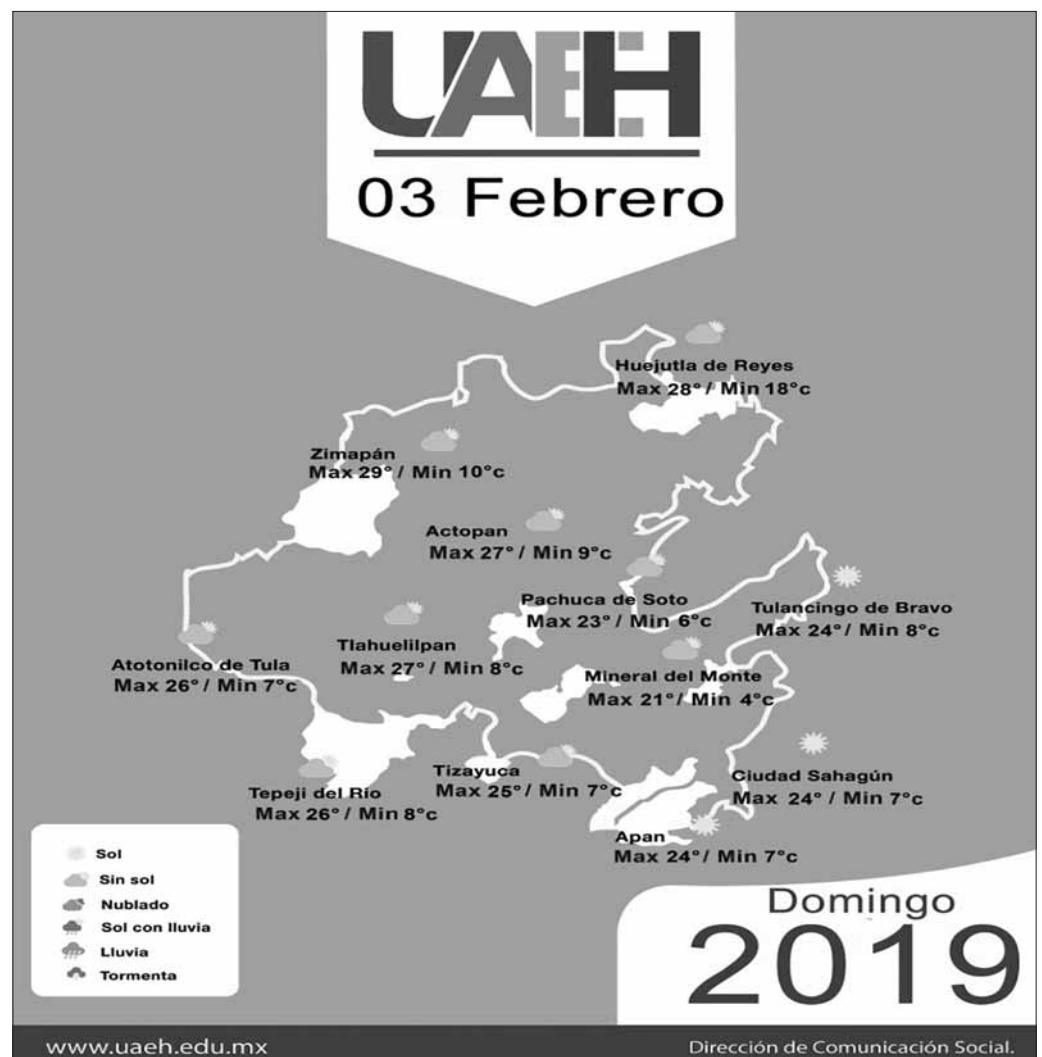 UAEH
03 Febrero
Huejutla de Reyes
Max 28° / Min 18°c
Zimapán
Max 29° / Min 10°c
Actopan
Max 27° / Min 9°c
Pachuca de Soto
Max 23° / Min 6°c
Tulancingo de Bravo
Max 24° / Min 8°c
Tlahuelilpan
Max 27° / Min 8°c
Atotonilco de Tula
Max 26° / Min 7°c
Mineral del Monte
Max 21° / Min 4°c
Tizayuca
Max 25° / Min 7°c
Ciudad Sahagún
Max 24° / Min 7°c
Tepeji del Río
Max 26° / Min 8°c
Apan
Max 24° / Min 7°c
Sol
Sin sol
Nublado
Sol con lluvia
Lluvia
Tormenta
Domingo
2019
www.uaeh.edu.mx
Dirección de Comunicación Social.